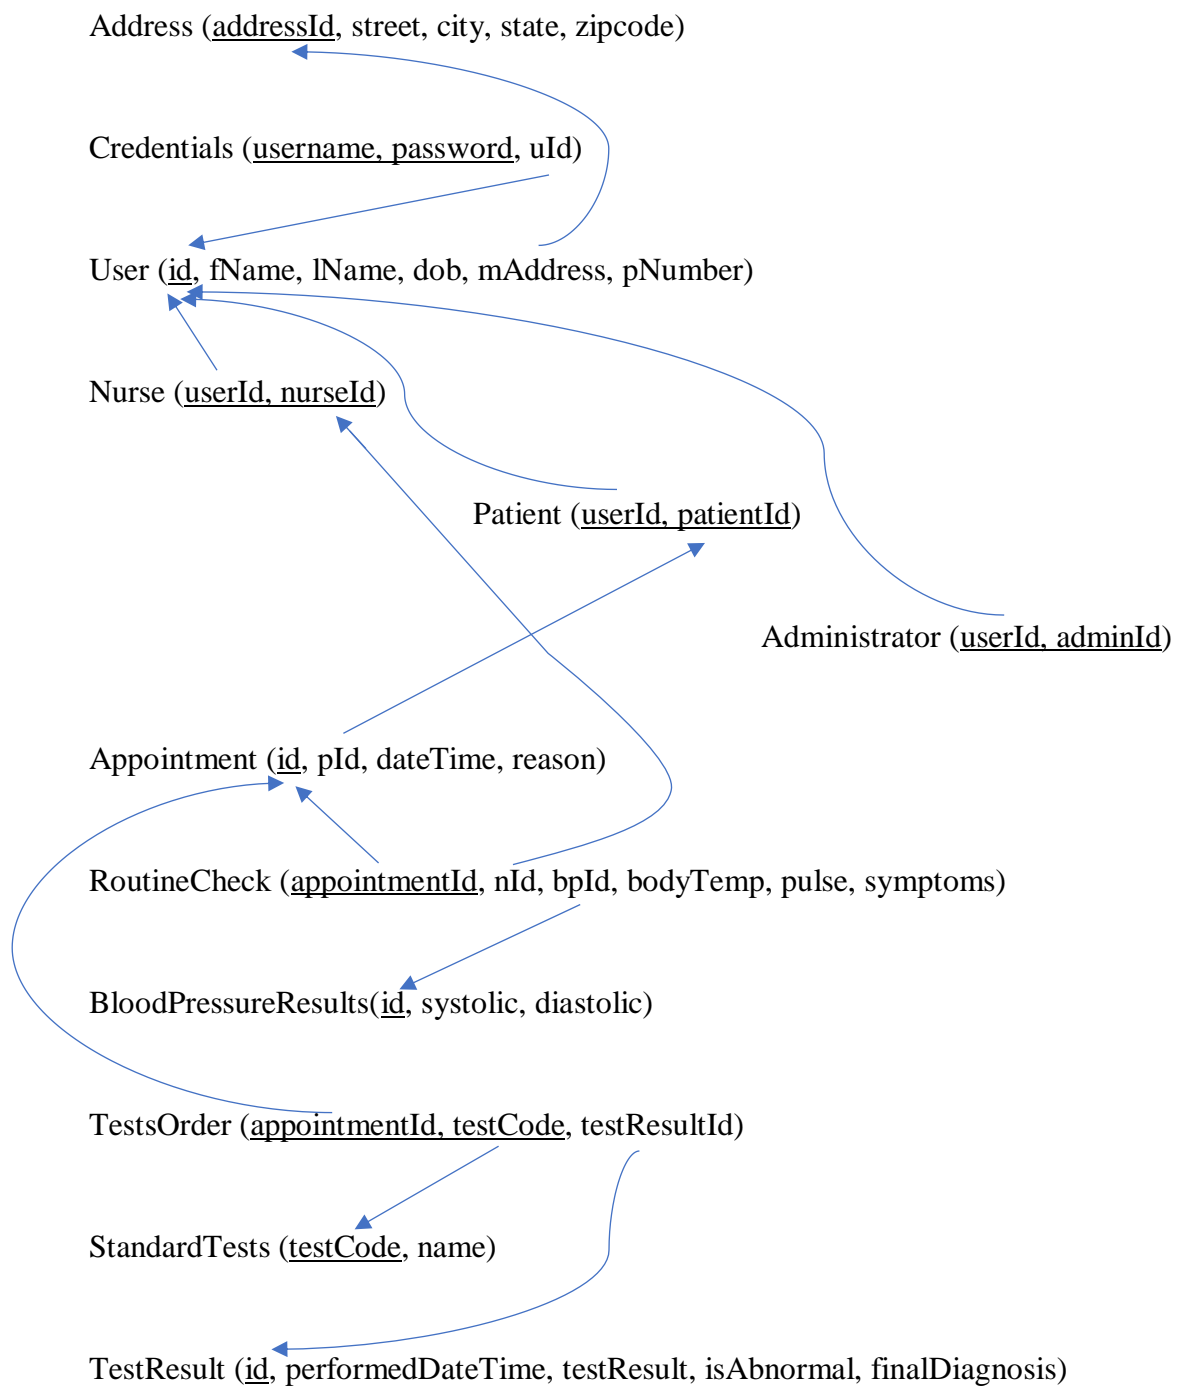 Address (addressId, street, city, state, zipcode)
Credentials (username, password, uId)
User (id, fName, lName, dob, mAddress, pNumber)
Nurse (userId, nurseId)
Patient (userId, patientId)
Administrator (userId, adminId)
Appointment (id, pId, dateTime, reason)
RoutineCheck (appointmentId, nId, bpId, bodyTemp, pulse, symptoms)
BloodPressureResults(id, systolic, diastolic)
TestsOrder (appointmentId, testCode, testResultId)
StandardTests (testCode, name)
TestResult (id, performedDateTime, testResult, isAbnormal, finalDiagnosis)